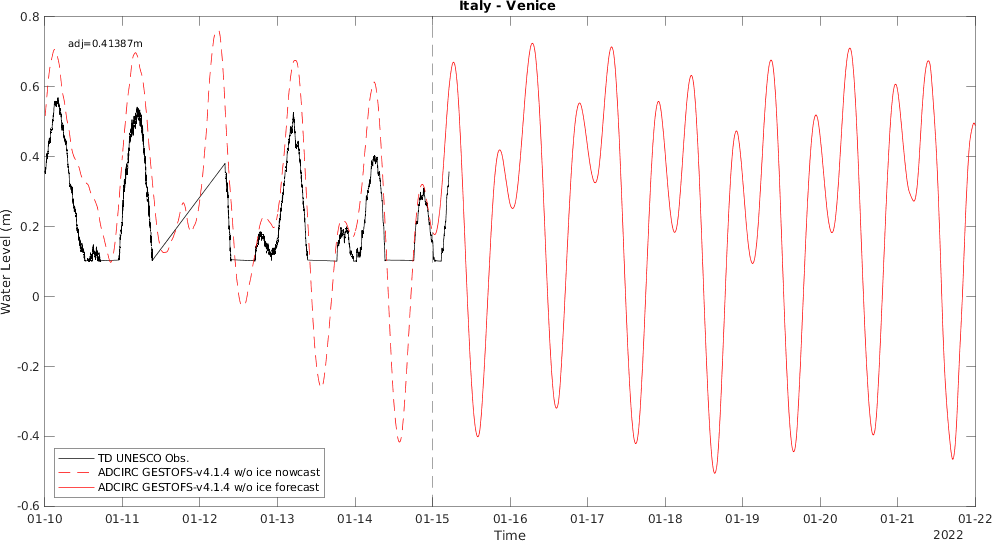 Italy - Venice
adj=0.41387m
0.8
0.6
0.4
0.2
0
-0.2
-0.4
-0.6
Water Level (m)
TD UNESCO Obs.
ADCIRC GESTOFS-v4.1.4 w/o ice nowcast
ADCIRC GESTOFS-v4.1.4 w/o ice forecast
01-10 01-11 01-12 01-13 01-14 01-15 01-16 01-17 01-18 01-19 01-20 01-21 01-22
Time
2022